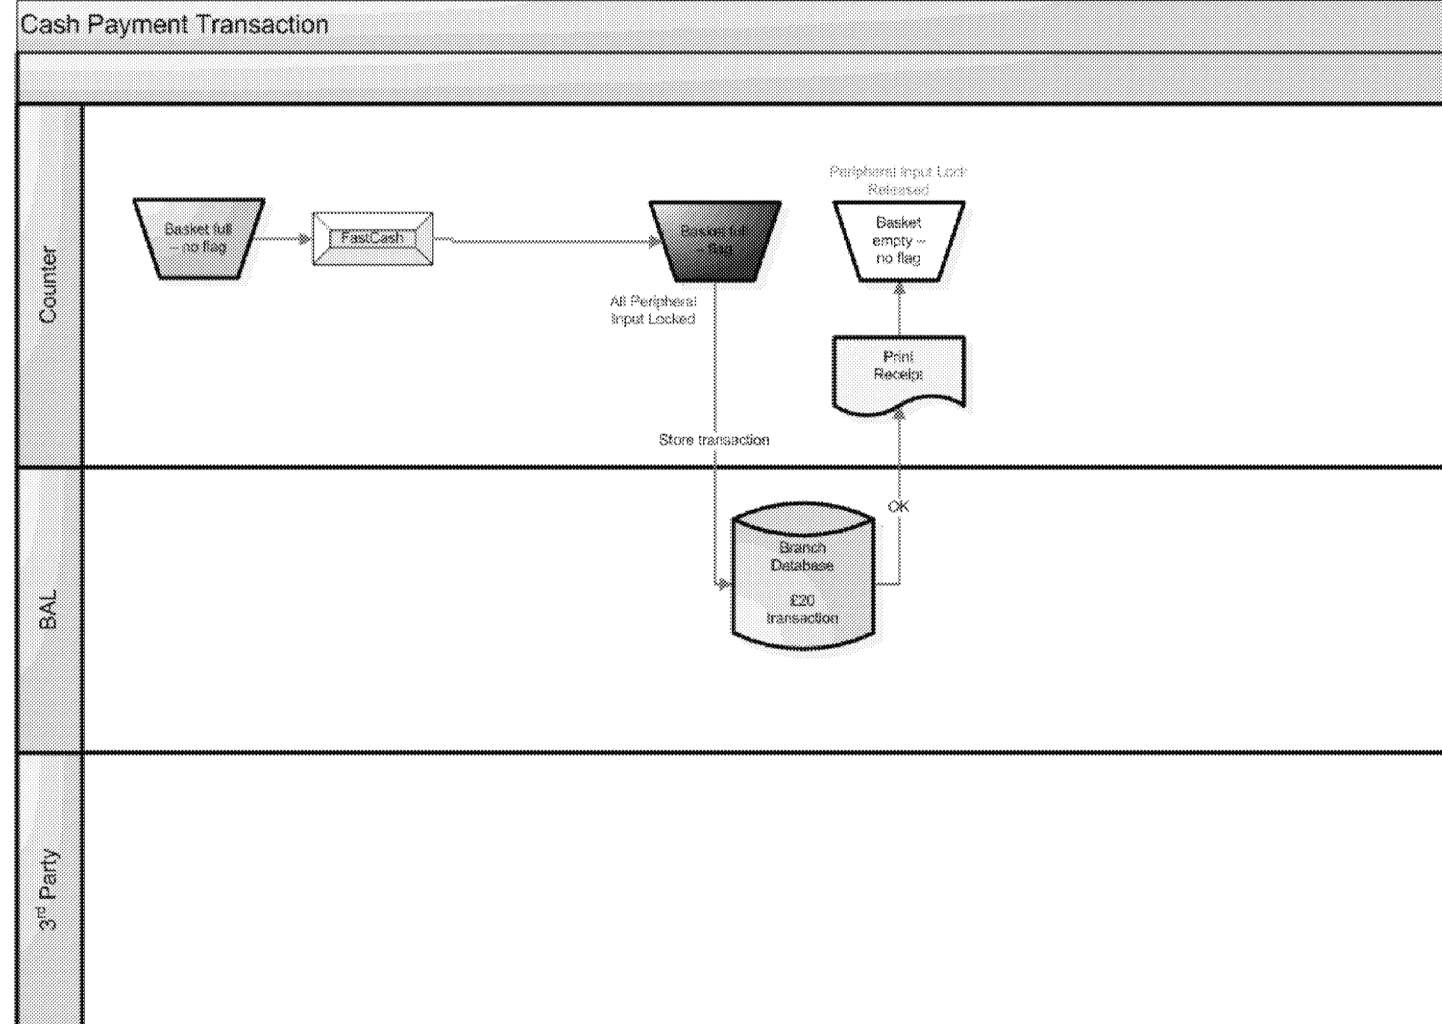 Cash Payment Transaction
Counter
Basket full
– no flag
FastCash
Basket full
– flag
All Peripheral
Input Locked
Peripheral Input Lock
Released
Basket
empty –
no flag
Print
Receipt
Store transaction
BAL
OK
Branch
Database
£20
transaction
3rd Party